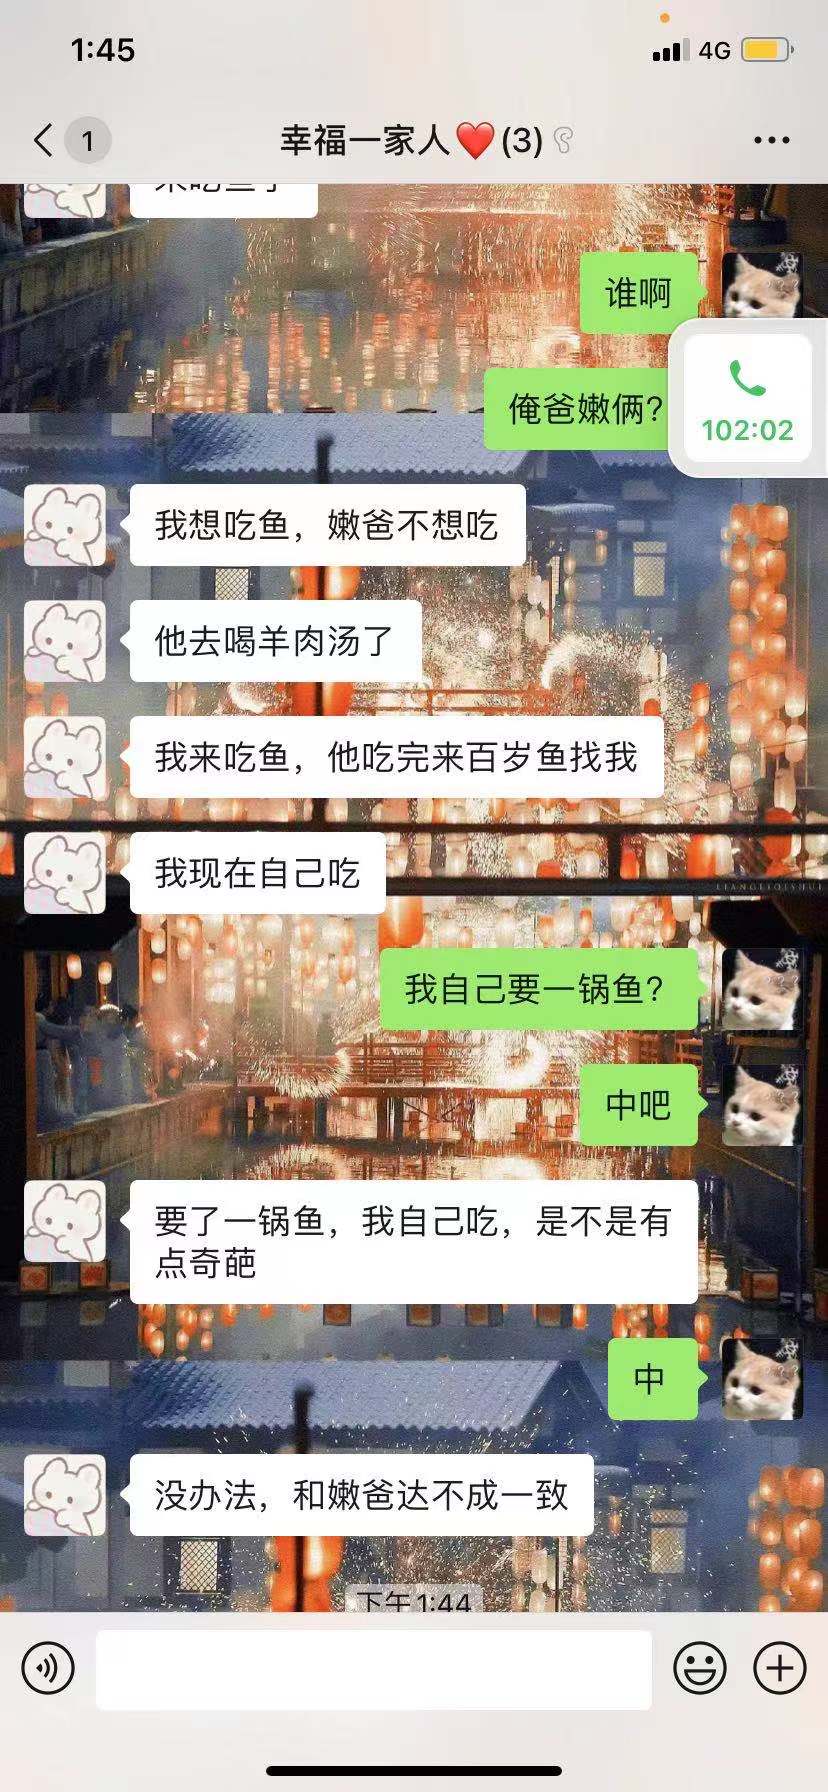 1:45
4G
1
幸福一家人❤️(3)
谁啊
俺爸嫩俩?
102:02
我想吃鱼，嫩爸不想吃
他去喝羊肉汤了
我来吃鱼，他吃完来百岁鱼找我
我现在自己吃
我自己要一锅鱼?
中吧
要了一锅鱼，我自己吃，是不是有
点奇葩
中
没办法，和嫩爸达不成一致
下午1:44